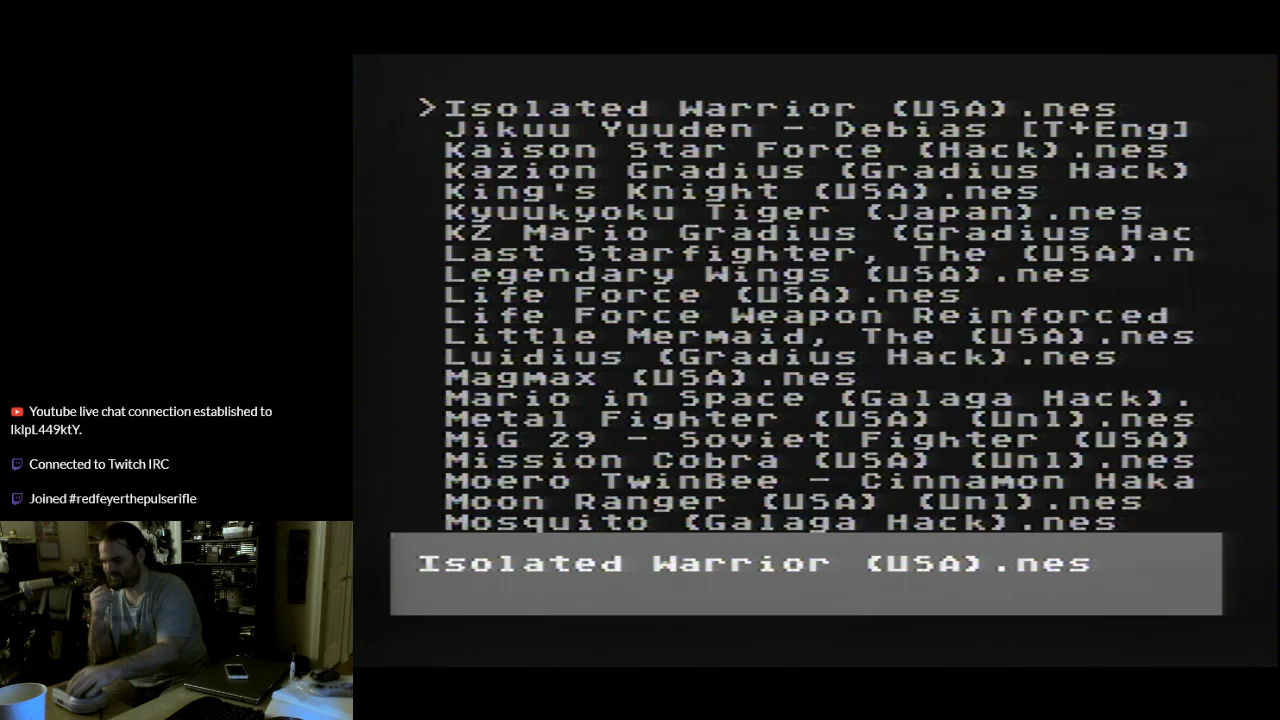 >Isolated Warrior (USA).nes
Jikuu Yuuden - Debias [T+Eng]
Kaison Star Force (Hack).nes
Kazion Gradius (Gradius Hack)
King's Knight (USA).nes
Kyuukyoku Tiger (Japan).nes
KZ Mario Gradius (Gradius Hac
Last Starfighter, The (USA).n
Legendary Wings (USA).nes
Life Force (USA).nes
Life Force Weapon Reinforced
Little Mermaid, The (USA).nes
Luidius (Gradius Hack).nes
Magmax (USA).nes
Mario in Space (Galaga Hack).
Metal Fighter (USA) (Unl).nes
MiG 29 - Soviet Fighter (USA)
Mission Cobra (USA) (Unl).nes
Moero TwinBee - Cinnamon Haka
Moon Ranger (USA) (Unl).nes
Mosquito (Galaga Hack).nes
Isolated Warrior (USA).nes
Youtube live chat connection established to
lklpL449ktY.
Connected to Twitch IRC
Joined #redfeyerthepulserifle